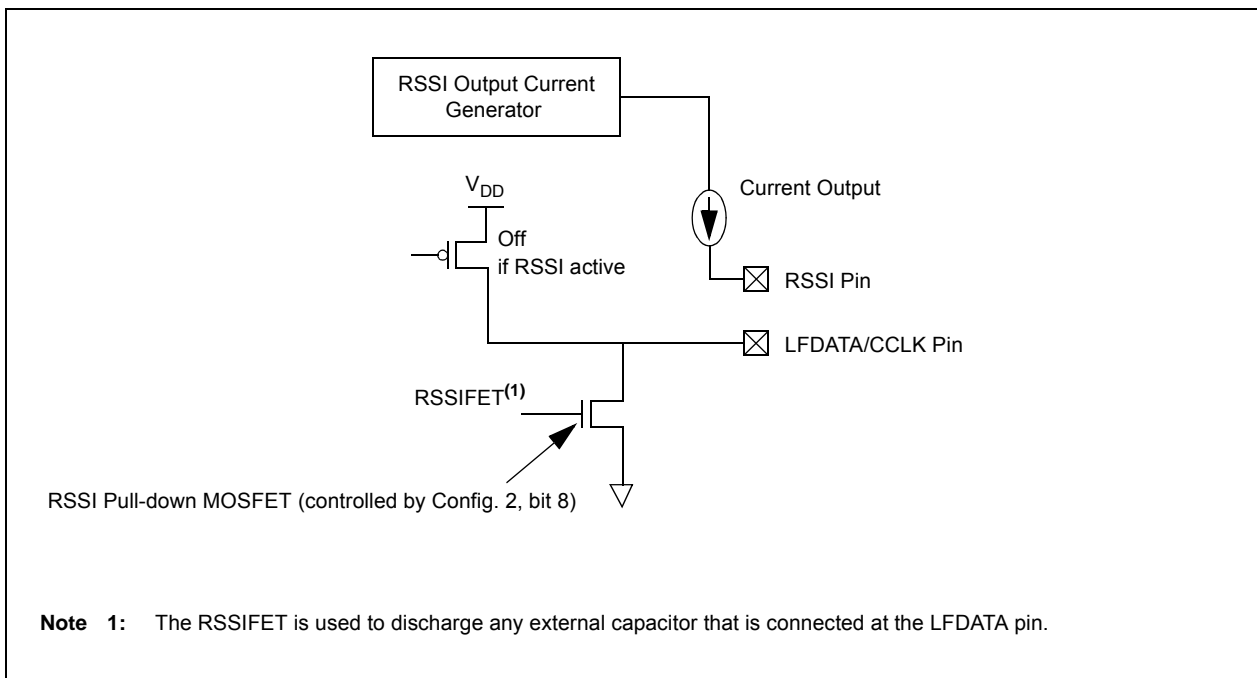 RSSI Output Current
Generator
V_DD
Current Output
Off
if RSSI active
RSSI Pin
LFDATA/CCLK Pin
RSSIFET(1)
RSSI Pull-down MOSFET (controlled by Config. 2, bit 8)
Note 1: The RSSIFET is used to discharge any external capacitor that is connected at the LFDATA pin.